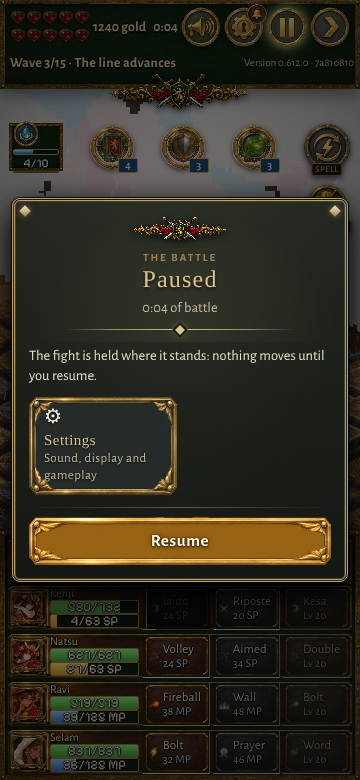 1240 gold 0:04
Wave 3/15 · The line advances
Version 0.612.0 · 7a810810
4/10
4
3
3
SPELL
THE BATTLE
Paused
0:04 of battle
The fight is held where it stands: nothing moves until
you resume.
Settings
Sound, display and
gameplay
Resume
Kenji
4/63 SP
Iaido
24 SP
Riposte
20 SP
Kesa
Lv 20
Natsu
687/687
Volley
24 SP
Aimed
34 SP
Double
Lv 20
Ravi
Fireball
38 MP
Wall
48 MP
Bolt
Lv 20
Selam
Bolt
32 MP
Prayer
46 MP
Word
Lv 20